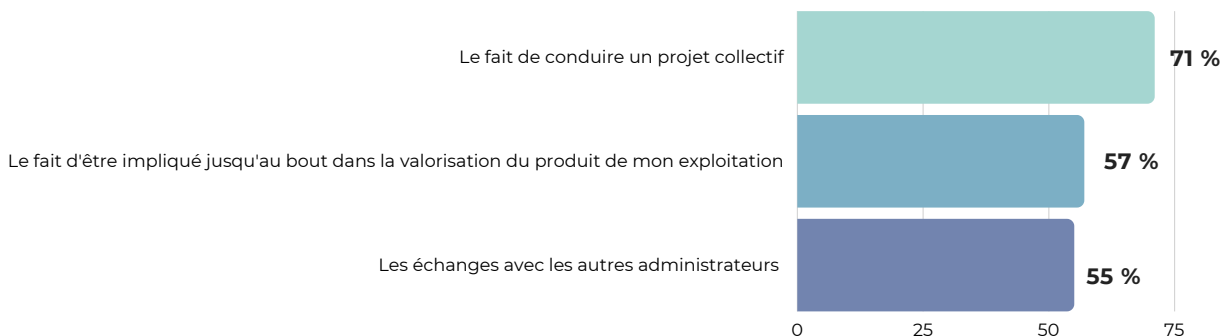 Le fait de conduire un projet collectif
71 %
Le fait d'être impliqué jusqu'au bout dans la valorisation du produit de mon exploitation
57 %
Les échanges avec les autres administrateurs
55 %
0 25 50 75